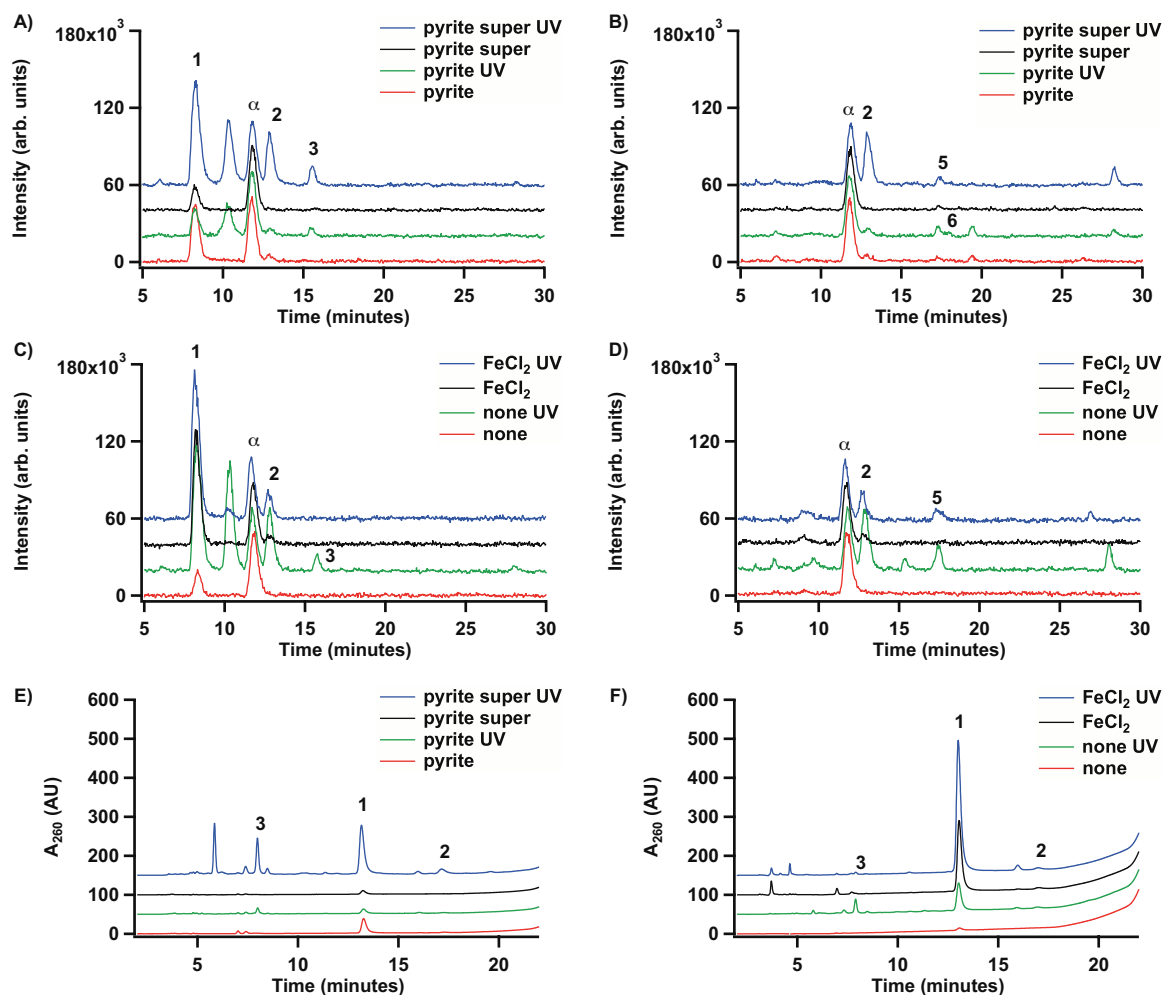 A)
180x10³
120
60
0
Intensity (arb. units)
5 10 15 20 25 30
Time (minutes)
pyrite super UV
pyrite super
pyrite UV
pyrite
1
α
2
3
B)
180x10³
120
60
0
Intensity (arb. units)
5 10 15 20 25 30
Time (minutes)
pyrite super UV
pyrite super
pyrite UV
pyrite
α
2
5
6
C)
180x10³
120
60
0
Intensity (arb. units)
5 10 15 20 25 30
Time (minutes)
FeCl₂ UV
FeCl₂
none UV
none
1
α
2
3
D)
180x10³
120
60
0
Intensity (arb. units)
5 10 15 20 25 30
Time (minutes)
FeCl₂ UV
FeCl₂
none UV
none
α
2
5
E)
600
500
400
300
200
100
0
A₂₆₀ (AU)
5 10 15 20
Time (minutes)
pyrite super UV
pyrite super
pyrite UV
pyrite
1
3
2
F)
600
500
400
300
200
100
0
A₂₆₀ (AU)
5 10 15 20
Time (minutes)
FeCl₂ UV
FeCl₂
none UV
none
1
3
2